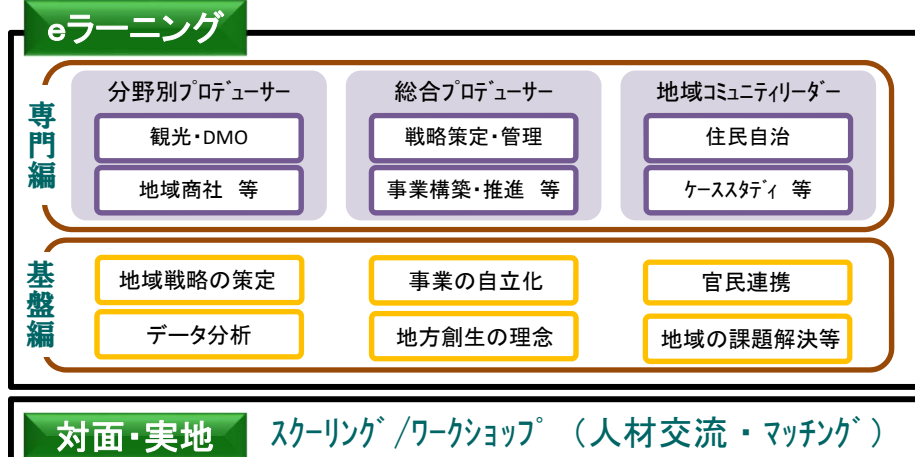 eラーニング
専門編
分野別ﾌﾟﾛﾃﾞｭｰｻｰ
観光・DMO
地域商社 等
総合ﾌﾟﾛﾃﾞｭｰｻｰ
戦略策定・管理
事業構築・推進 等
地域ｺﾐｭﾆﾃｨﾘｰﾀﾞｰ
住民自治
ｹｰｽｽﾀﾃﾞｨ 等
基盤編
地域戦略の策定
事業の自立化
官民連携
データ分析
地方創生の理念
地域の課題解決等
対面・実地
ｽｸｰﾘﾝｸﾞ/ﾜｰｸｼｮｯﾌﾟ（人材交流・ﾏｯﾁﾝｸﾞ）